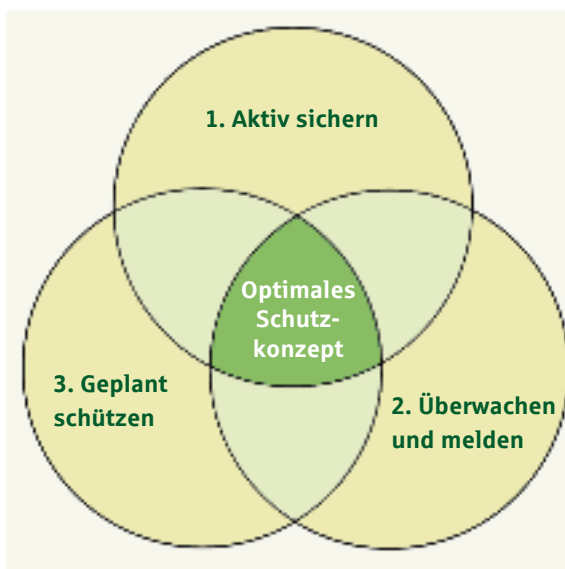 1. Aktiv sichern
Optimales
Schutz-
konzept
3. Geplant
schützen
2. Überwachen
und melden